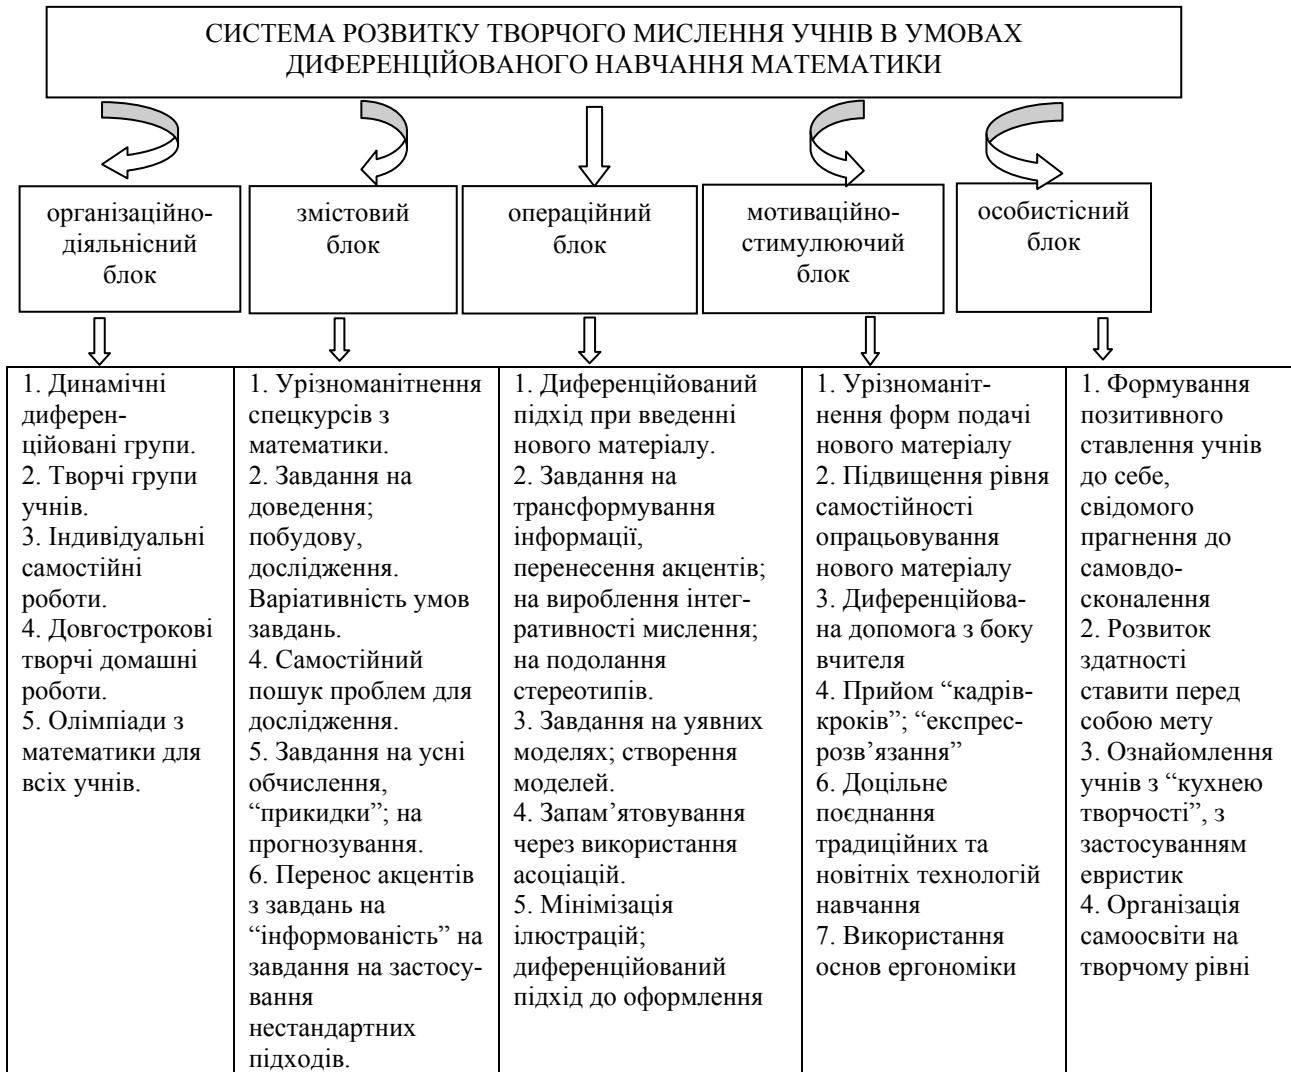 СИСТЕМА РОЗВИТКУ ТВОРЧОГО МИСЛЕННЯ УЧНІВ В УМОВАХ
ДИФЕРЕНЦІЙОВАНОГО НАВЧАННЯ МАТЕМАТИКИ
організаційно-
діяльнісний
блок
змістовий
блок
операційний
блок
мотиваційно-
стимулюючий
блок
особистісний
блок
1. Динамічні
диферен-
ційовані групи.
2. Творчі групи
учнів.
3. Індивідуальні
самостійні
роботи.
4. Довгострокові
творчі домашні
роботи.
5. Олімпіади з
математики для
всіх учнів.
1. Урізноманітнення
спецкурсів з
математики.
2. Завдання на
доведення;
побудову,
дослідження.
Варіативність умов
завдань.
4. Самостійний
пошук проблем для
дослідження.
5. Завдання на усні
обчислення,
“прикидки”; на
прогнозування.
6. Перенос акцентів
з завдань на
“інформованість” на
завдання на застосу-
вання
нестандартних
підходів.
1. Диференційований
підхід при введенні
нового матеріалу.
2. Завдання на
трансформування
інформації,
перенесення акцентів;
на вироблення інтег-
ративності мислення;
на подолання
стереотипів.
3. Завдання на уявних
моделях; створення
моделей.
4. Запам’ятовування
через використання
асоціацій.
5. Мінімізація
ілюстрацій;
диференційований
підхід до оформлення
1. Урізноманіт-
нення форм подачі
нового матеріалу
2. Підвищення рівня
самостійності
опрацьовування
нового матеріалу
3. Диференційова-
на допомога з боку
вчителя
4. Прийом “кадрів-
кроків”; “експрес-
розв’язання”
6. Доцільне
поєднання
традиційних та
новітніх технологій
навчання
7. Використання
основ ергономіки
1. Формування
позитивного
ставлення учнів
до себе,
свідомого
прагнення до
самовдо-
сконалення
2. Розвиток
здатності
ставити перед
собою мету
3. Ознайомлення
учнів з “кухнею
творчості”, з
застосуванням
евристик
4. Організація
самоосвіти на
творчому рівні